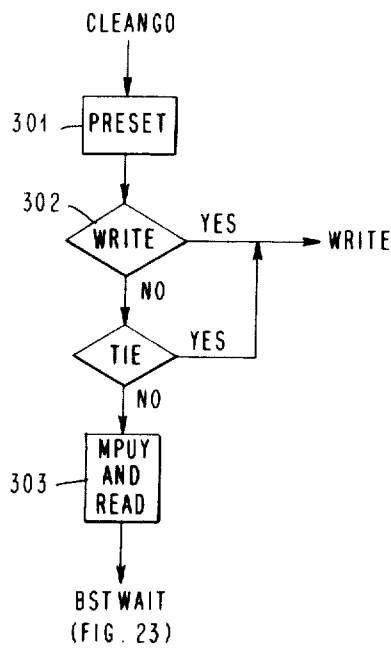 CLEANGO
301
PRESET
302
WRITE
YES
WRITE
NO
TIE
YES
NO
303
MPUY
AND
READ
BSTWAIT
(FIG. 23)